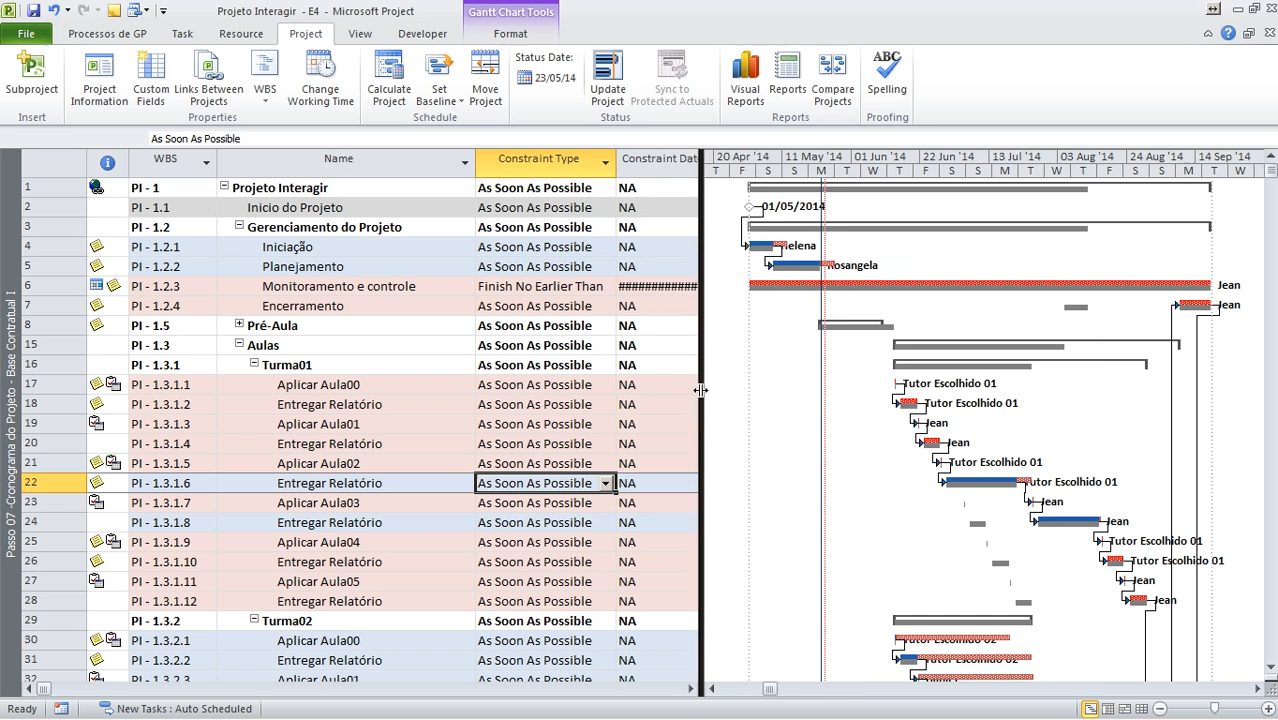 Projeto Interagir - E4 - Microsoft Project
Gantt Chart Tools
File
Processos de GP
Task
Resource
Project
View
Developer
Format
Subproject
Project Information
Custom Fields
Links Between Projects
WBS
Change Working Time
Calculate Project
Set Baseline
Move Project
Status Date:
23/05/14
Update Project
Sync to Protected Actuals
Visual Reports
Reports
Compare Projects
Spelling
Insert
Properties
Schedule
Status
Reports
Proofing
As Soon As Possible
WBS Name Constraint Type Constraint Dat
20 Apr '14 11 May '14 01 Jun '14 22 Jun '14 13 Jul '14 03 Aug '14 24 Aug '14 14 Sep '14
T F S S M T W T F S S M T W T F S S M T W
1 PI - 1 Projeto Interagir As Soon As Possible NA
2 PI - 1.1 Inicio do Projeto As Soon As Possible NA 01/05/2014
3 PI - 1.2 Gerenciamento do Projeto As Soon As Possible NA
4 PI - 1.2.1 Iniciação As Soon As Possible NA Helena
5 PI - 1.2.2 Planejamento As Soon As Possible NA Rosangela
6 PI - 1.2.3 Monitoramento e controle Finish No Earlier Than ############ Jean
7 PI - 1.2.4 Encerramento As Soon As Possible NA Jean
8 PI - 1.5 Pré-Aula As Soon As Possible NA
15 PI - 1.3 Aulas As Soon As Possible NA
16 PI - 1.3.1 Turma01 As Soon As Possible NA
17 PI - 1.3.1.1 Aplicar Aula00 As Soon As Possible NA Tutor Escolhido 01
18 PI - 1.3.1.2 Entregar Relatório As Soon As Possible NA Tutor Escolhido 01
19 PI - 1.3.1.3 Aplicar Aula01 As Soon As Possible NA Jean
20 PI - 1.3.1.4 Entregar Relatório As Soon As Possible NA Jean
21 PI - 1.3.1.5 Aplicar Aula02 As Soon As Possible NA Tutor Escolhido 01
22 PI - 1.3.1.6 Entregar Relatório As Soon As Possible NA Tutor Escolhido 01
23 PI - 1.3.1.7 Aplicar Aula03 As Soon As Possible NA Jean
24 PI - 1.3.1.8 Entregar Relatório As Soon As Possible NA Jean
25 PI - 1.3.1.9 Aplicar Aula04 As Soon As Possible NA Tutor Escolhido 01
26 PI - 1.3.1.10 Entregar Relatório As Soon As Possible NA Tutor Escolhido 01
27 PI - 1.3.1.11 Aplicar Aula05 As Soon As Possible NA Jean
28 PI - 1.3.1.12 Entregar Relatório As Soon As Possible NA Jean
29 PI - 1.3.2 Turma02 As Soon As Possible NA
30 PI - 1.3.2.1 Aplicar Aula00 As Soon As Possible NA Tutor Escolhido 02
31 PI - 1.3.2.2 Entregar Relatório As Soon As Possible NA Tutor Escolhido 02
32 PI - 1.3.2.3 Aplicar Aula01 As Soon As Possible NA
Passo 07 -Cronograma do Projeto - Base Contratual I
Ready
New Tasks : Auto Scheduled